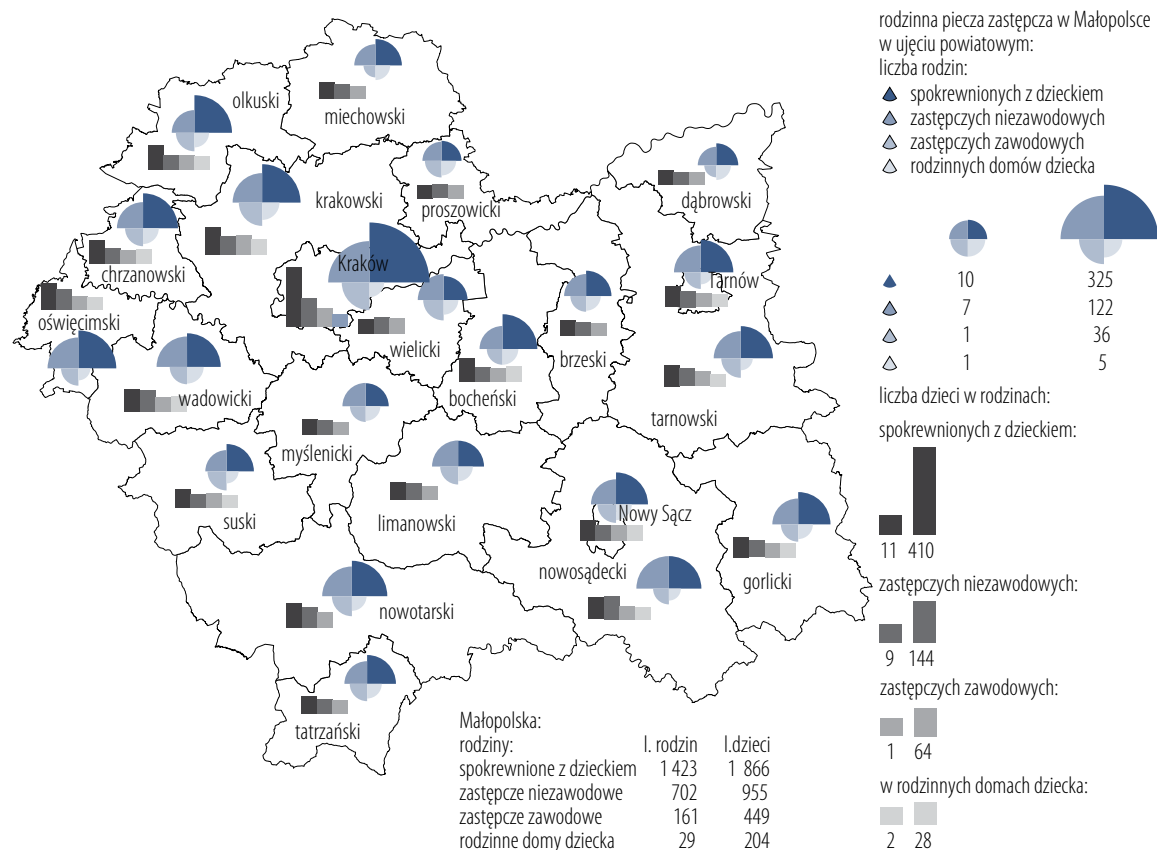 rodzinna piecza zastępcza w Małopolsce
w ujęciu powiatowym:
liczba rodzin:
spokrewnionych z dzieckiem
zastępczych niezawodowych
zastępczych zawodowych
rodzinnych domów dziecka
10 325
7 122
1 36
1 5
liczba dzieci w rodzinach:
spokrewnionych z dzieckiem:
11 410
zastępczych niezawodowych:
9 144
zastępczych zawodowych:
1 64
w rodzinnych domach dziecka:
2 28
olkuski
miechowski
krakowski
proszowicki
dąbrowski
chrzanowski
Kraków
Tarnów
oświęcimski
wielicki
brzeski
wadowicki
bocheński
tarnowski
myślenicki
suski
limanowski
Nowy Sącz
nowosądecki
gorlicki
nowotarski
tatrzański
Małopolska:
rodziny: l. rodzin l.dzieci
spokrewnione z dzieckiem 1 423 1 866
zastępcze niezawodowe 702 955
zastępcze zawodowe 161 449
rodzinne domy dziecka 29 204